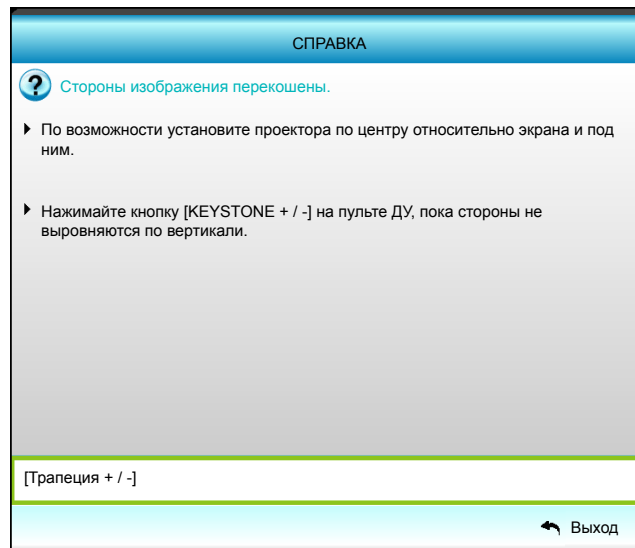 СПРАВКА
Стороны изображения перекошены.
По возможности установите проектора по центру относительно экрана и под
ним.
Нажимайте кнопку [KEYSTONE + / -] на пульте ДУ, пока стороны не
выровняются по вертикали.
[Трапеция + / -]
Выход